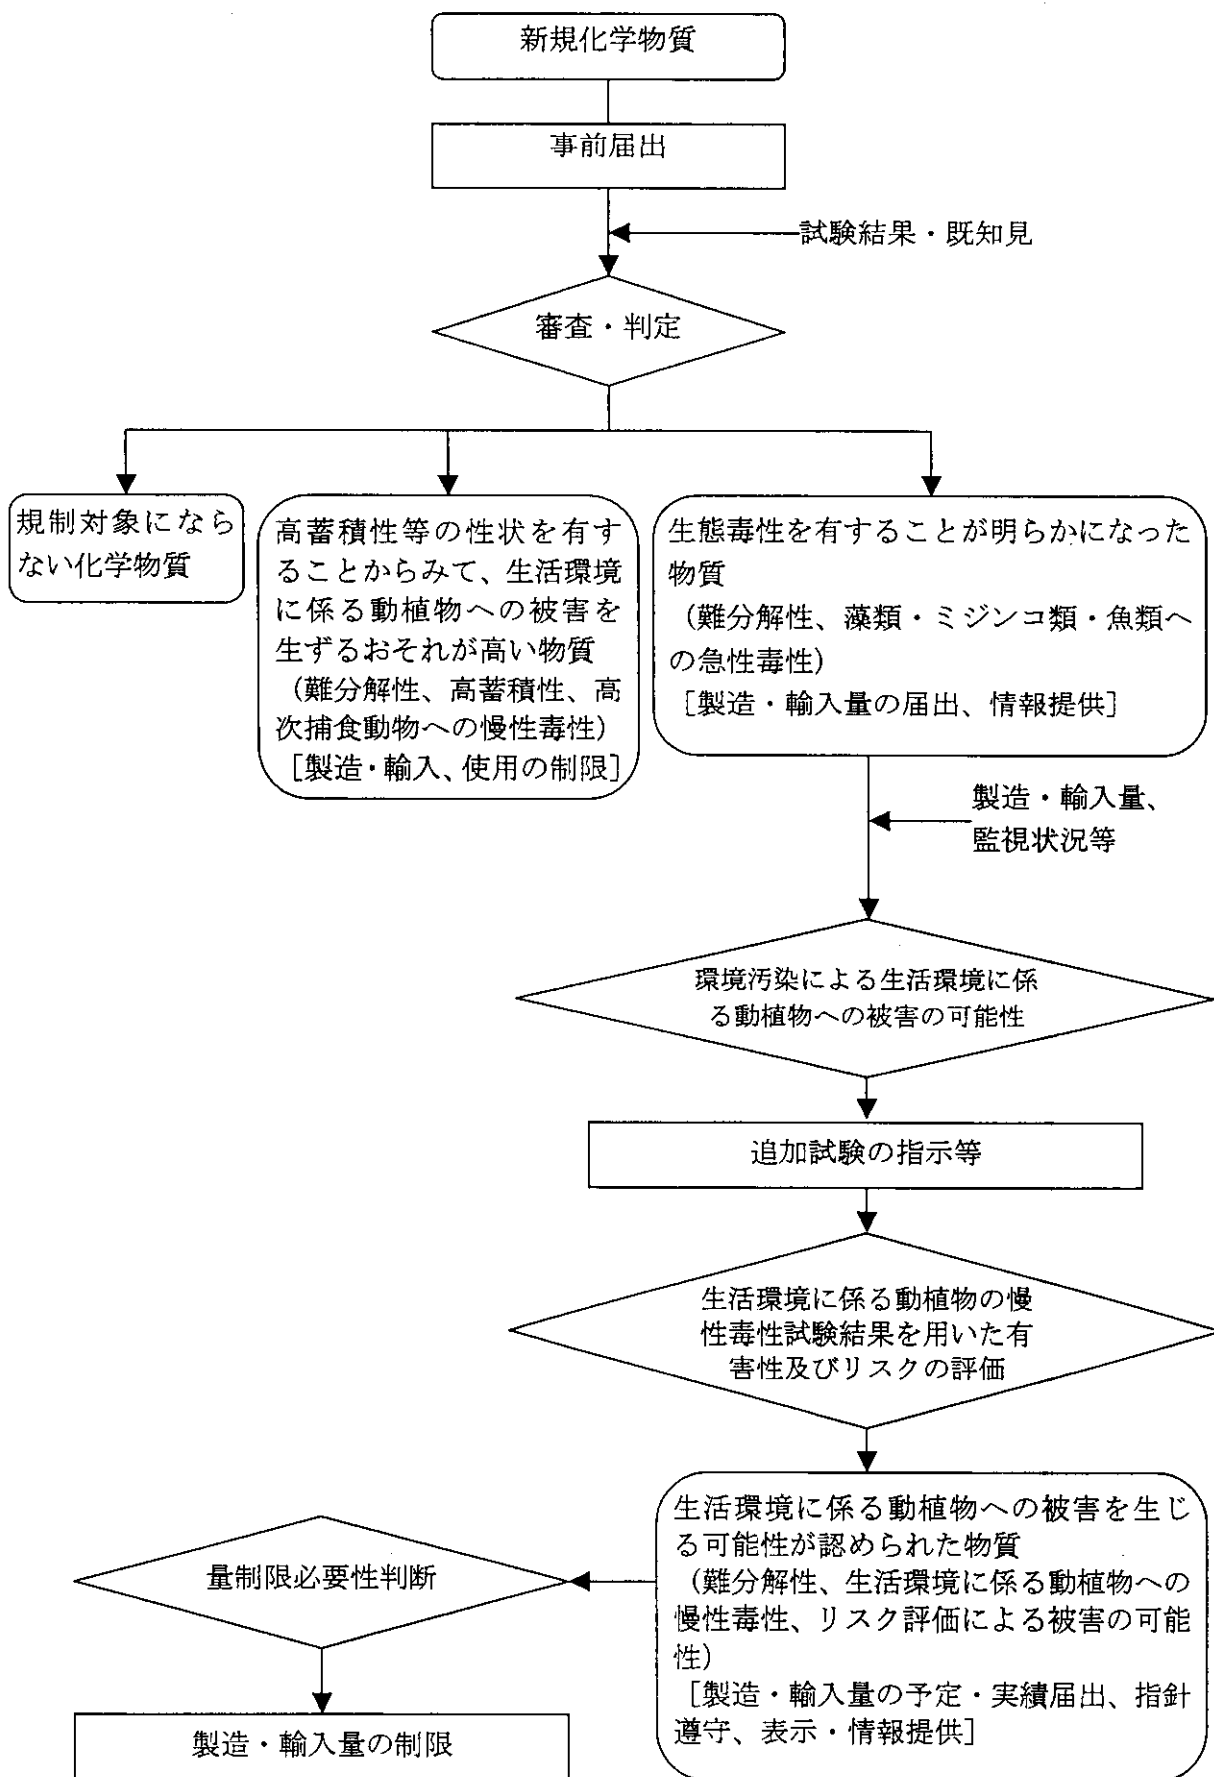 新規化学物質
事前届出
試験結果・既知見
審査・判定
規制対象になら
ない化学物質
高蓄積性等の性状を有す
ることからみて、生活環境
に係る動植物への被害を
生ずるおそれが高い物質
（難分解性、高蓄積性、高
次捕食動物への慢性毒性）
［製造・輸入、使用の制限］
生態毒性を有することが明らかになった
物質
（難分解性、藻類・ミジンコ類・魚類へ
の急性毒性）
［製造・輸入量の届出、情報提供］
製造・輸入量、
監視状況等
環境汚染による生活環境に係
る動植物への被害の可能性
追加試験の指示等
生活環境に係る動植物の慢
性毒性試験結果を用いた有
害性及びリスクの評価
生活環境に係る動植物への被害を生じ
る可能性が認められた物質
（難分解性、生活環境に係る動植物への
慢性毒性、リスク評価による被害の可能
性）
［製造・輸入量の予定・実績届出、指針
遵守、表示・情報提供］
量制限必要性判断
製造・輸入量の制限